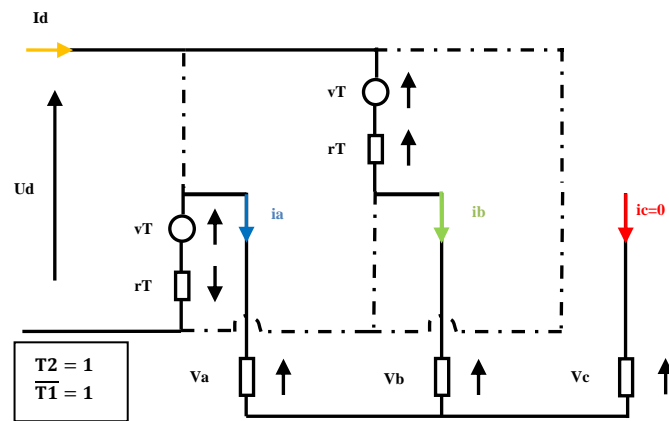 Id
vT
rT
Ud
ia
ib
ic=0
vT
rT
T2 = 1
T1̅ = 1
Va
Vb
Vc